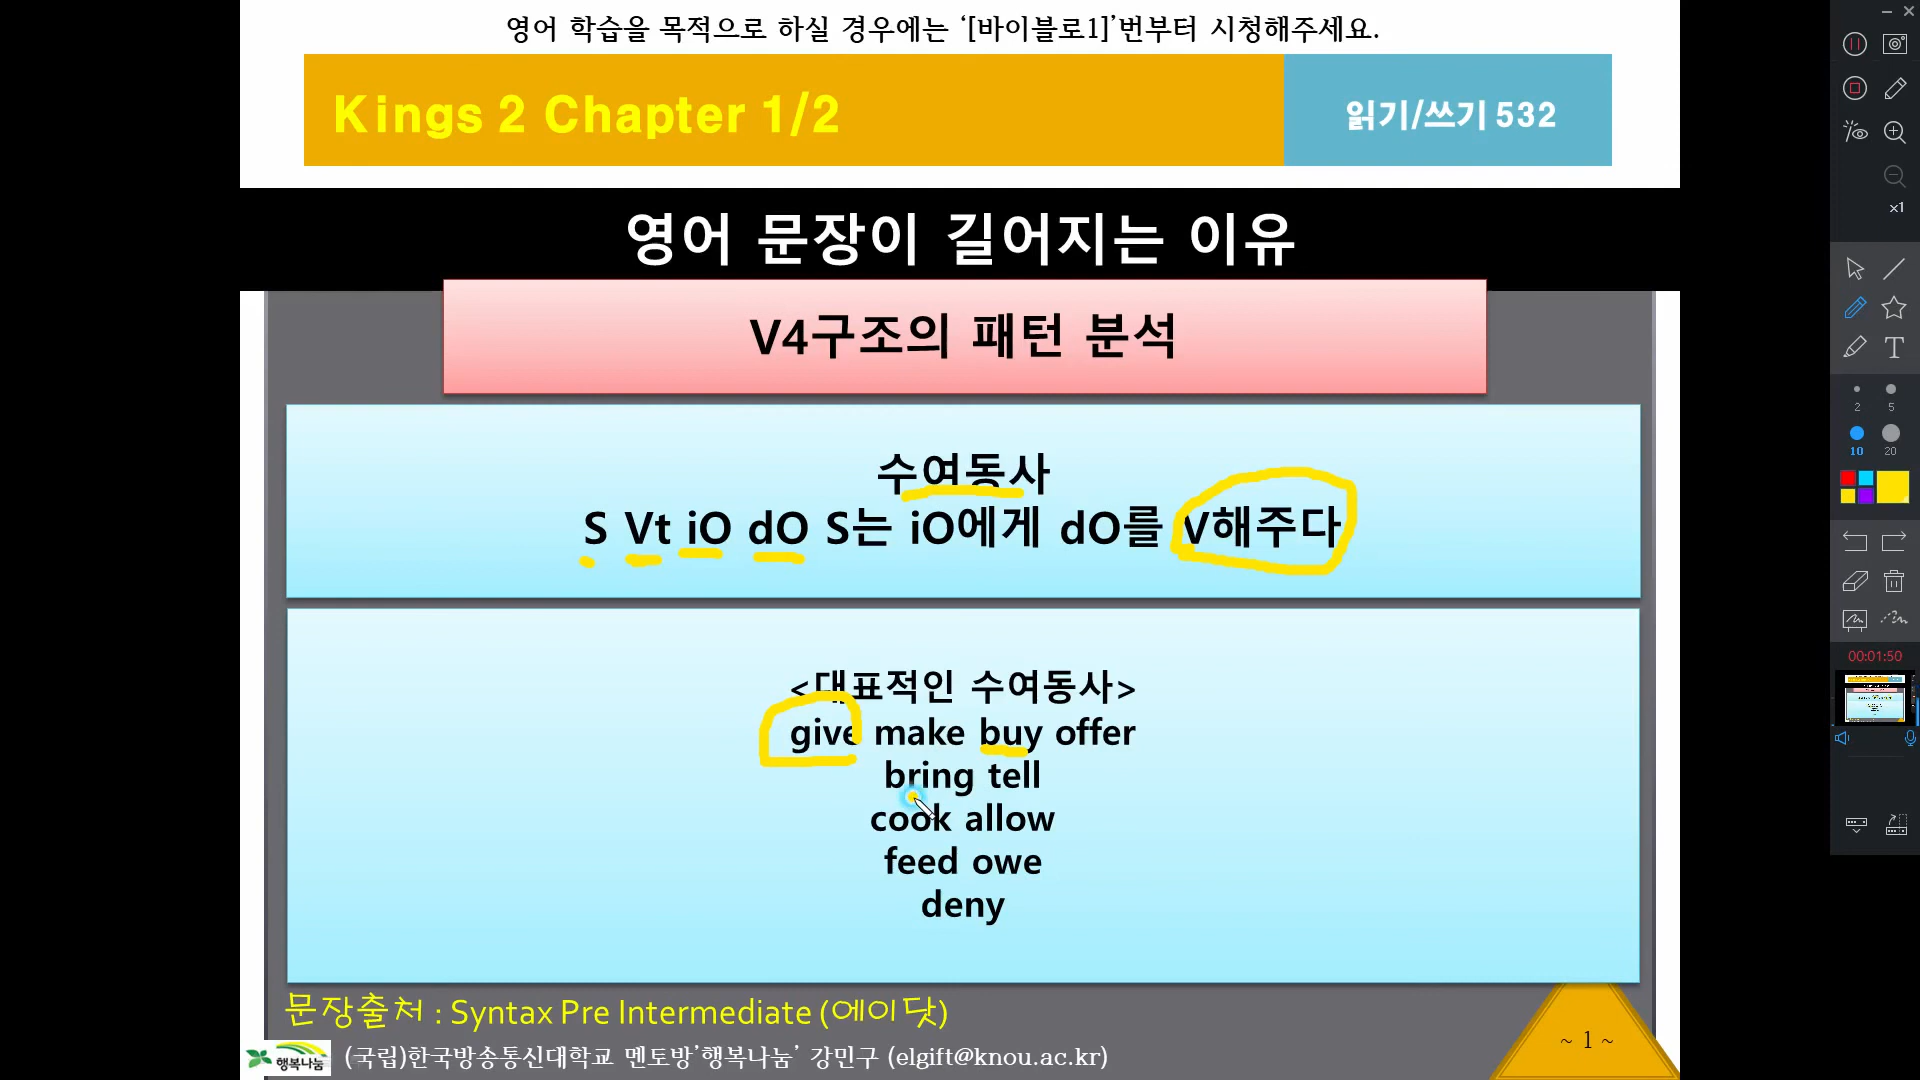 영어 학습을 목적으로 하실 경우에는 ‘[바이블로1]’번부터 시청해주세요.
Kings 2 Chapter 1/2
읽기/쓰기 532
영어 문장이 길어지는 이유
V4구조의 패턴 분석
수여동사
S Vt iO dO S는 iO에게 dO를 V해주다
<대표적인 수여동사>
give make buy offer
bring tell
cook allow
feed owe
deny
문장출처 : Syntax Pre Intermediate (에이닷)
행복나눔
(국립)한국방송통신대학교 멘토방’행복나눔’ 강민구 (elgift@knou.ac.kr)
~ 1 ~
x1
T
2 5
10 20
00:01:50